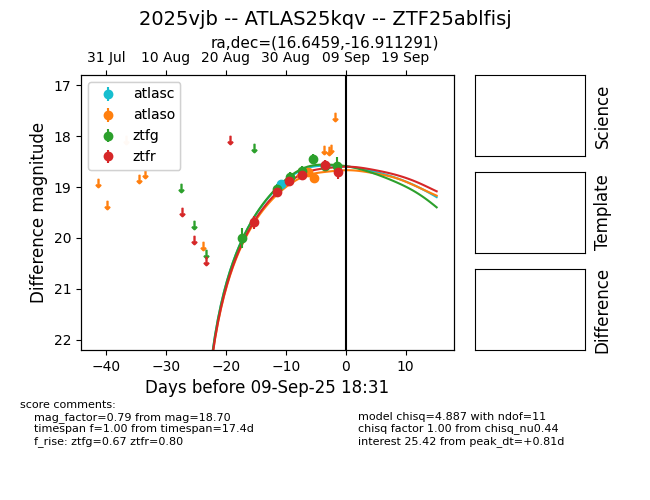 2025vjb -- ATLAS25kqv -- ZTF25ablfisj
ra,dec=(16.6459,-16.911291)
31 Jul 10 Aug 20 Aug 30 Aug 09 Sep 19 Sep
atlasc
atlaso
ztfg
ztfr
17
18
19
20
21
22
Difference magnitude
−40 −30 −20 −10 0 10
Days before 09-Sep-25 18:31
Science
Template
Difference
score comments:
mag_factor=0.79 from mag=18.70
timespan f=1.00 from timespan=17.4d
f_rise: ztfg=0.67 ztfr=0.80
model chisq=4.887 with ndof=11
chisq factor 1.00 from chisq_nu0.44
interest 25.42 from peak_dt=+0.81d